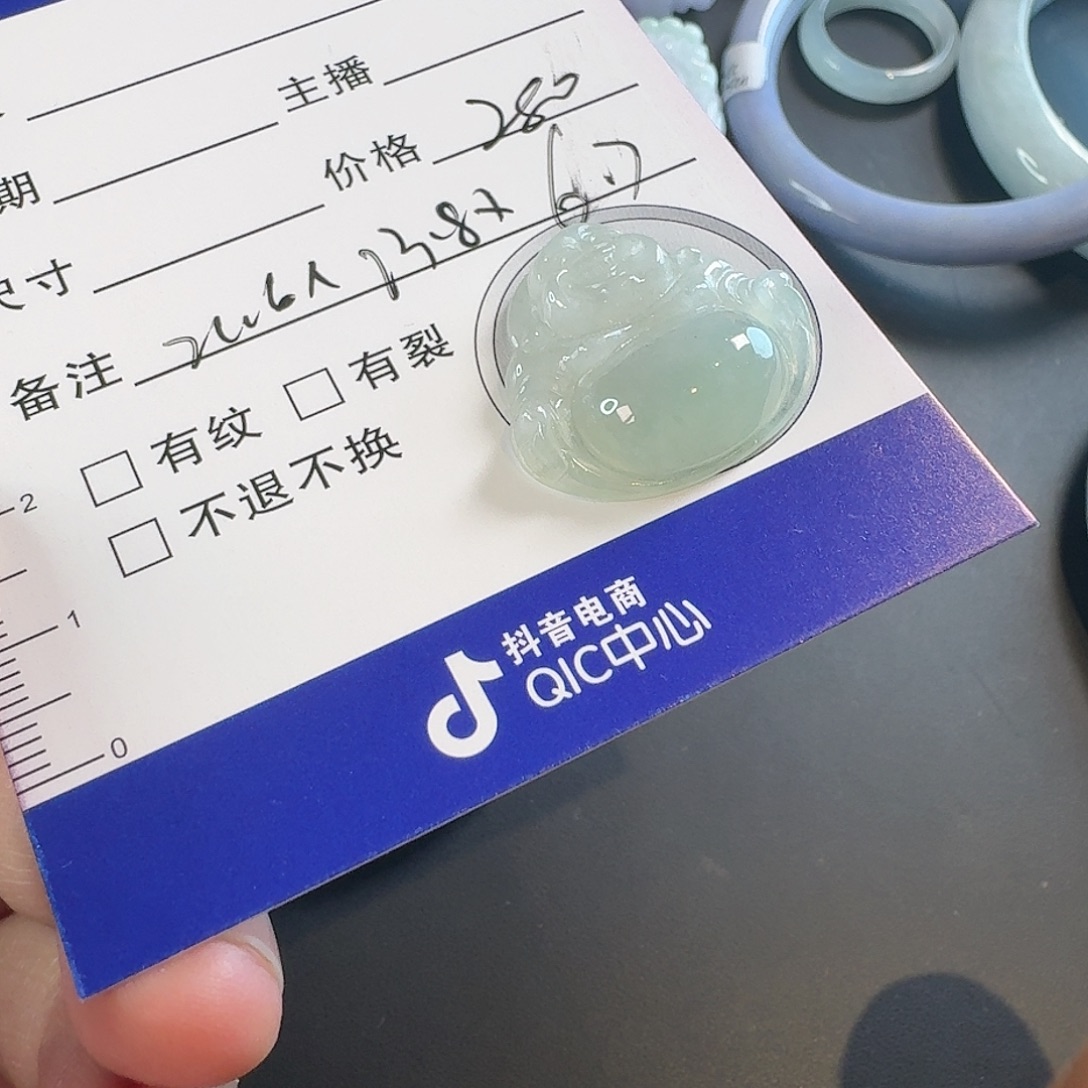 主播
期
价格 280
尺寸
备注
有纹 有裂
不退不换
2
1
0
抖音电商
QIC中心